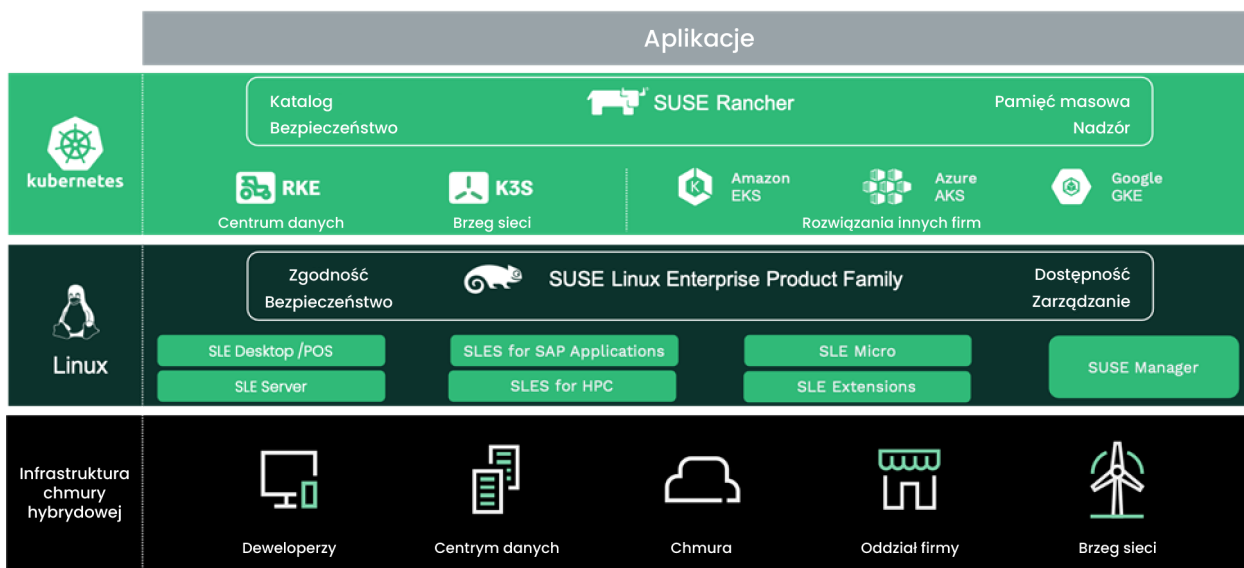 Aplikacje
kubernetes
Katalog
Bezpieczeństwo
SUSE Rancher
Pamięć masowa
Nadzór
RKE
Centrum danych
K3S
Brzeg sieci
Amazon
EKS
Azure
AKS
Google
GKE
Rozwiązania innych firm
Linux
Zgodność
Bezpieczeństwo
SUSE Linux Enterprise Product Family
Dostępność
Zarządzanie
SLE Desktop /POS
SLES for SAP Applications
SLE Micro
SUSE Manager
SLE Server
SLES for HPC
SLE Extensions
Infrastruktura
chmury
hybrydowej
Deweloperzy
Centrym danych
Chmura
Oddział firmy
Brzeg sieci